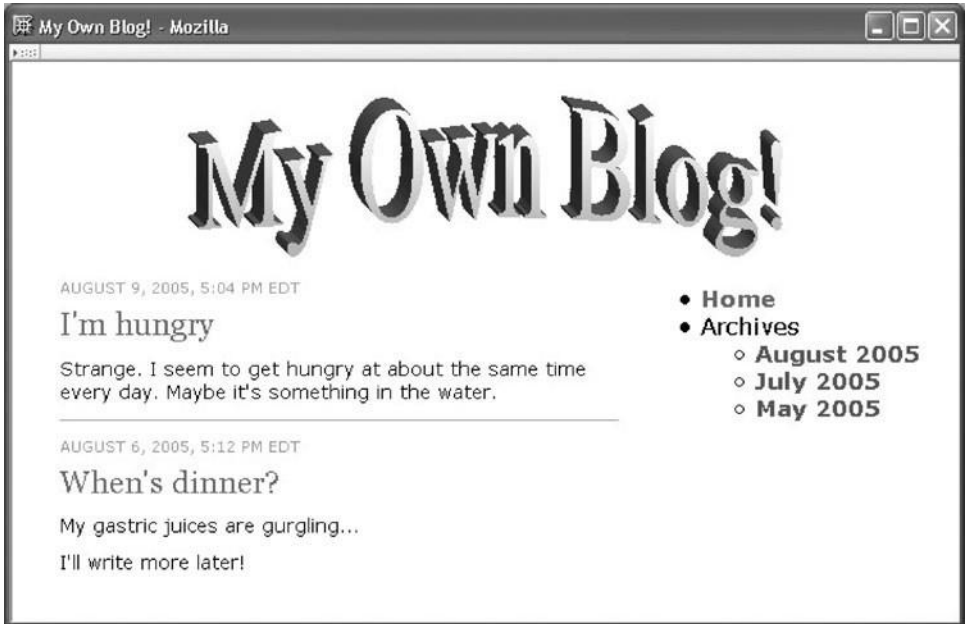 My Own Blog! - Mozilla
My Own Blog!
AUGUST 9, 2005, 5:04 PM EDT
I'm hungry
Strange. I seem to get hungry at about the same time
every day. Maybe it's something in the water.
AUGUST 6, 2005, 5:12 PM EDT
When's dinner?
My gastric juices are gurgling...
I'll write more later!
Home
Archives
August 2005
July 2005
May 2005